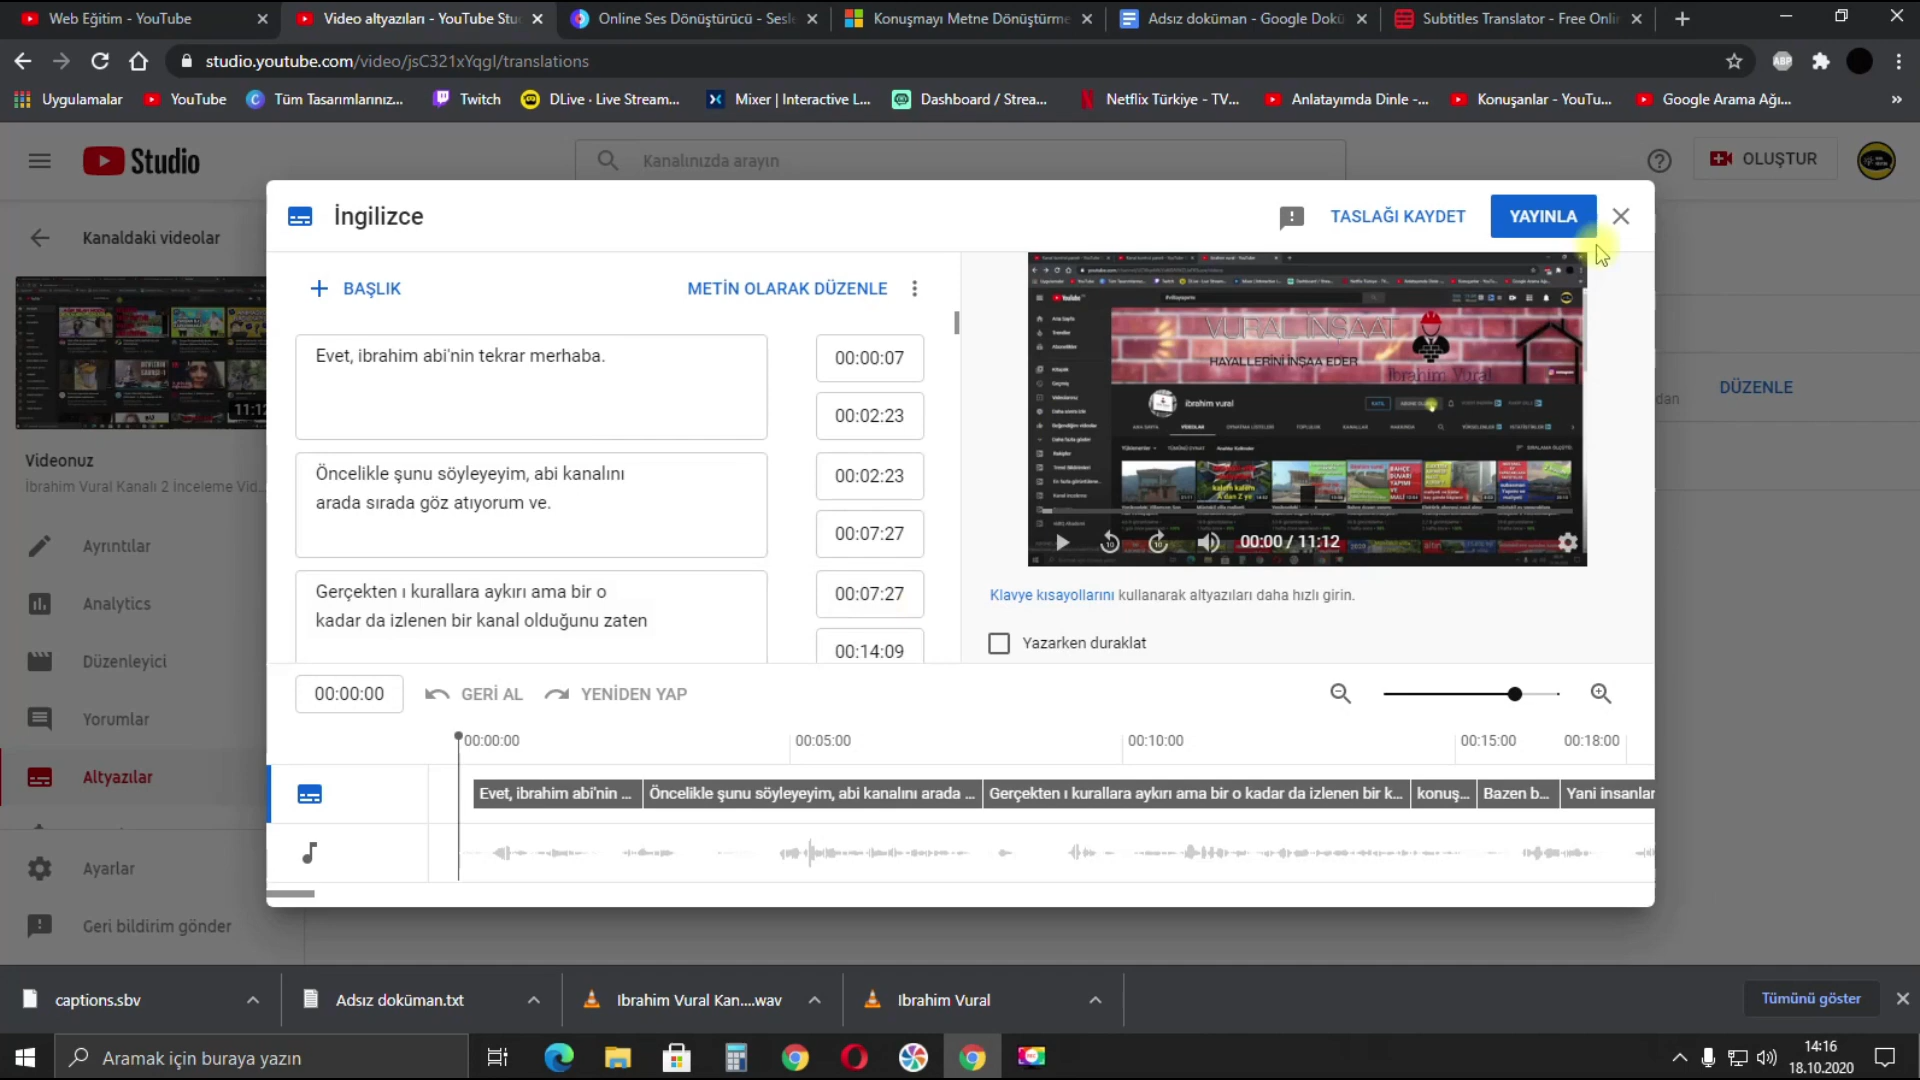 Web Eğitim - YouTube
Video altyazıları - YouTube Stu
Online Ses Dönüştürücü - Sesle
Konuşmayı Metne Dönüştürme
Adsız doküman - Google Dokü
Subtitles Translator - Free Onli
studio.youtube.com/video/jsC321xYqgI/translations
Uygulamalar
YouTube
Tüm Tasarımlarınız...
Twitch
DLive · Live Stream...
Mixer | Interactive L...
Dashboard / Strea...
Netflix Türkiye - TV...
Anlatayımda Dinle -...
Konuşanlar - YouTu...
Google Arama Ağı...
Studio
Kanalınızda arayın
OLUŞTUR
İngilizce
TASLAĞI KAYDET
YAYINLA
Kanaldaki videolar
11:12
Videonuz
İbrahim Vural Kanalı 2 İnceleme Vid...
Ayrıntılar
Analytics
Düzenleyici
Yorumlar
Altyazılar
Ayarlar
Geri bildirim gönder
BAŞLIK
METİN OLARAK DÜZENLE
Evet, ibrahim abi'nin tekrar merhaba.
00:00:07
00:02:23
Öncelikle şunu söyleyeyim, abi kanalını
arada sırada göz atıyorum ve.
00:02:23
00:07:27
Gerçekten ı kurallara aykırı ama bir o
kadar da izlenen bir kanal olduğunu zaten
00:07:27
00:14:09
VURAL İNŞAAT
HAYALLERİNİ İNŞAA EDER
İbrahim Vural
ibrahim vural
00:00 / 11:12
Klavye kısayollarını kullanarak altyazıları daha hızlı girin.
Yazarken duraklat
DÜZENLE
dan
00:00:00
GERİ AL
YENİDEN YAP
00:00:00
00:05:00
00:10:00
00:15:00
00:18:00
Evet, ibrahim abi'nin ...
Öncelikle şunu söyleyeyim, abi kanalını arada ...
Gerçekten ı kurallara aykırı ama bir o kadar da izlenen bir k...
konuş...
Bazen b...
Yani insanlar
captions.sbv
Adsız doküman.txt
Ibrahim Vural Kan....wav
Ibrahim Vural
Tümünü göster
Aramak için buraya yazın
14:16
18.10.2020